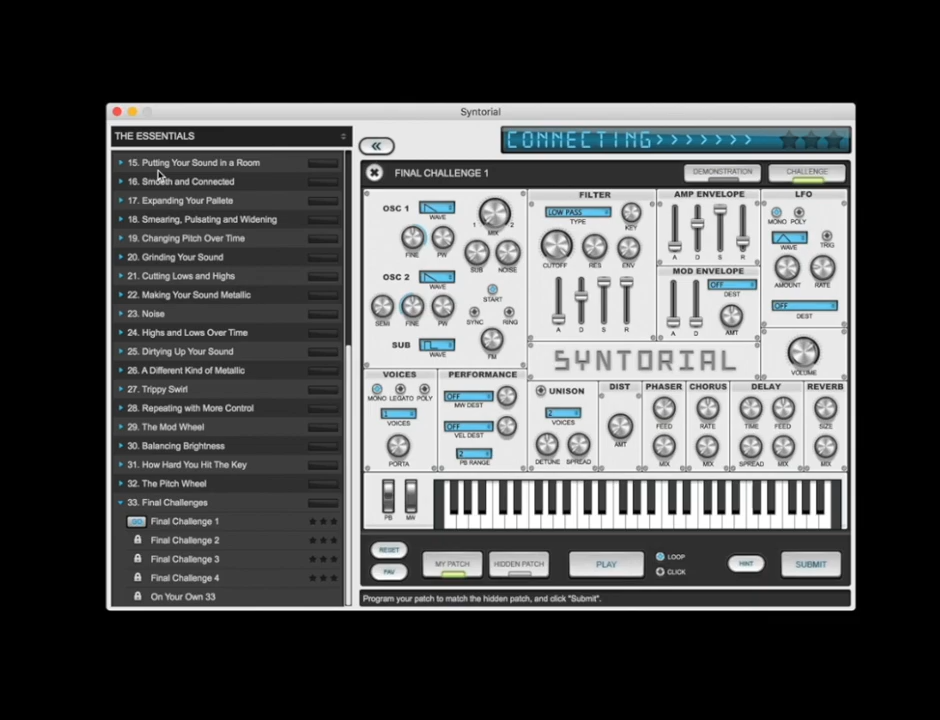 Syntorial
THE ESSENTIALS
15. Putting Your Sound in a Room
16. Smooth and Connected
17. Expanding Your Pallete
18. Smearing, Pulsating and Widening
19. Changing Pitch Over Time
20. Grinding Your Sound
21. Cutting Lows and Highs
22. Making Your Sound Metallic
23. Noise
24. Highs and Lows Over Time
25. Dirtying Up Your Sound
26. A Different Kind of Metallic
27. Trippy Swirl
28. Repeating with More Control
29. The Mod Wheel
30. Balancing Brightness
31. How Hard You Hit The Key
32. The Pitch Wheel
33. Final Challenges
GO Final Challenge 1
Final Challenge 2
Final Challenge 3
Final Challenge 4
On Your Own 33
CONNECTING>>>>>>>
FINAL CHALLENGE 1
DEMONSTRATION
CHALLENGE
OSC 1
WAVE
1 MIX 2
FINE PW
SUB NOISE
OSC 2
WAVE
START
SEMI FINE PW
SYNC RING
SUB
WAVE
FM
FILTER
LOW PASS
TYPE
KEY
CUTOFF RES ENV
A D S R
AMP ENVELOPE
A D S R
MOD ENVELOPE
OFF
DEST
A D AMT
LFO
MONO POLY
WAVE TRIG
AMOUNT RATE
OFF
DEST
SYNTORIAL
VOLUME
VOICES
MONO LEGATO POLY
1
VOICES
PORTA
PERFORMANCE
OFF
MW DEST
OFF
VEL DEST
2
PB RANGE
UNISON
2
VOICES
DETUNE SPREAD
DIST
AMT
PHASER
FEED
MIX
CHORUS
RATE
MIX
DELAY
TIME FEED
SPREAD MIX
REVERB
SIZE
MIX
PB MW
RESET
FAV
MY PATCH
HIDDEN PATCH
PLAY
LOOP
CLICK
HINT
SUBMIT
Program your patch to match the hidden patch, and click "Submit".